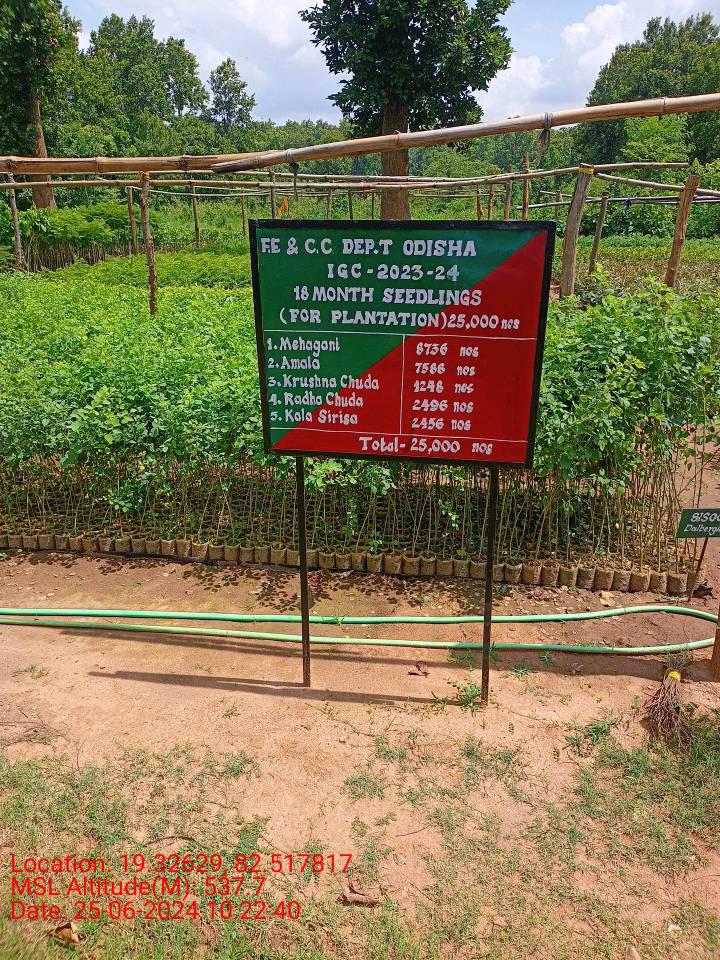 F.E & C.C DEP.T ODISHA
IGC-2023-24
18 MONTH SEEDLINGS
(FOR PLANTATION) 25,000 nos
1. Mehagani 8736 nos
2. Amala 7588 nos
3. Krushna Chuda 1248 nos
4. Radha Chuda 2496 nos
5. Kala Sirisa 2456 nos
Total- 25,000 nos
Location: 19.32629, 82.517817
MSL Altitude(M): 537.7
Date: 25-06-2024 10:22:40